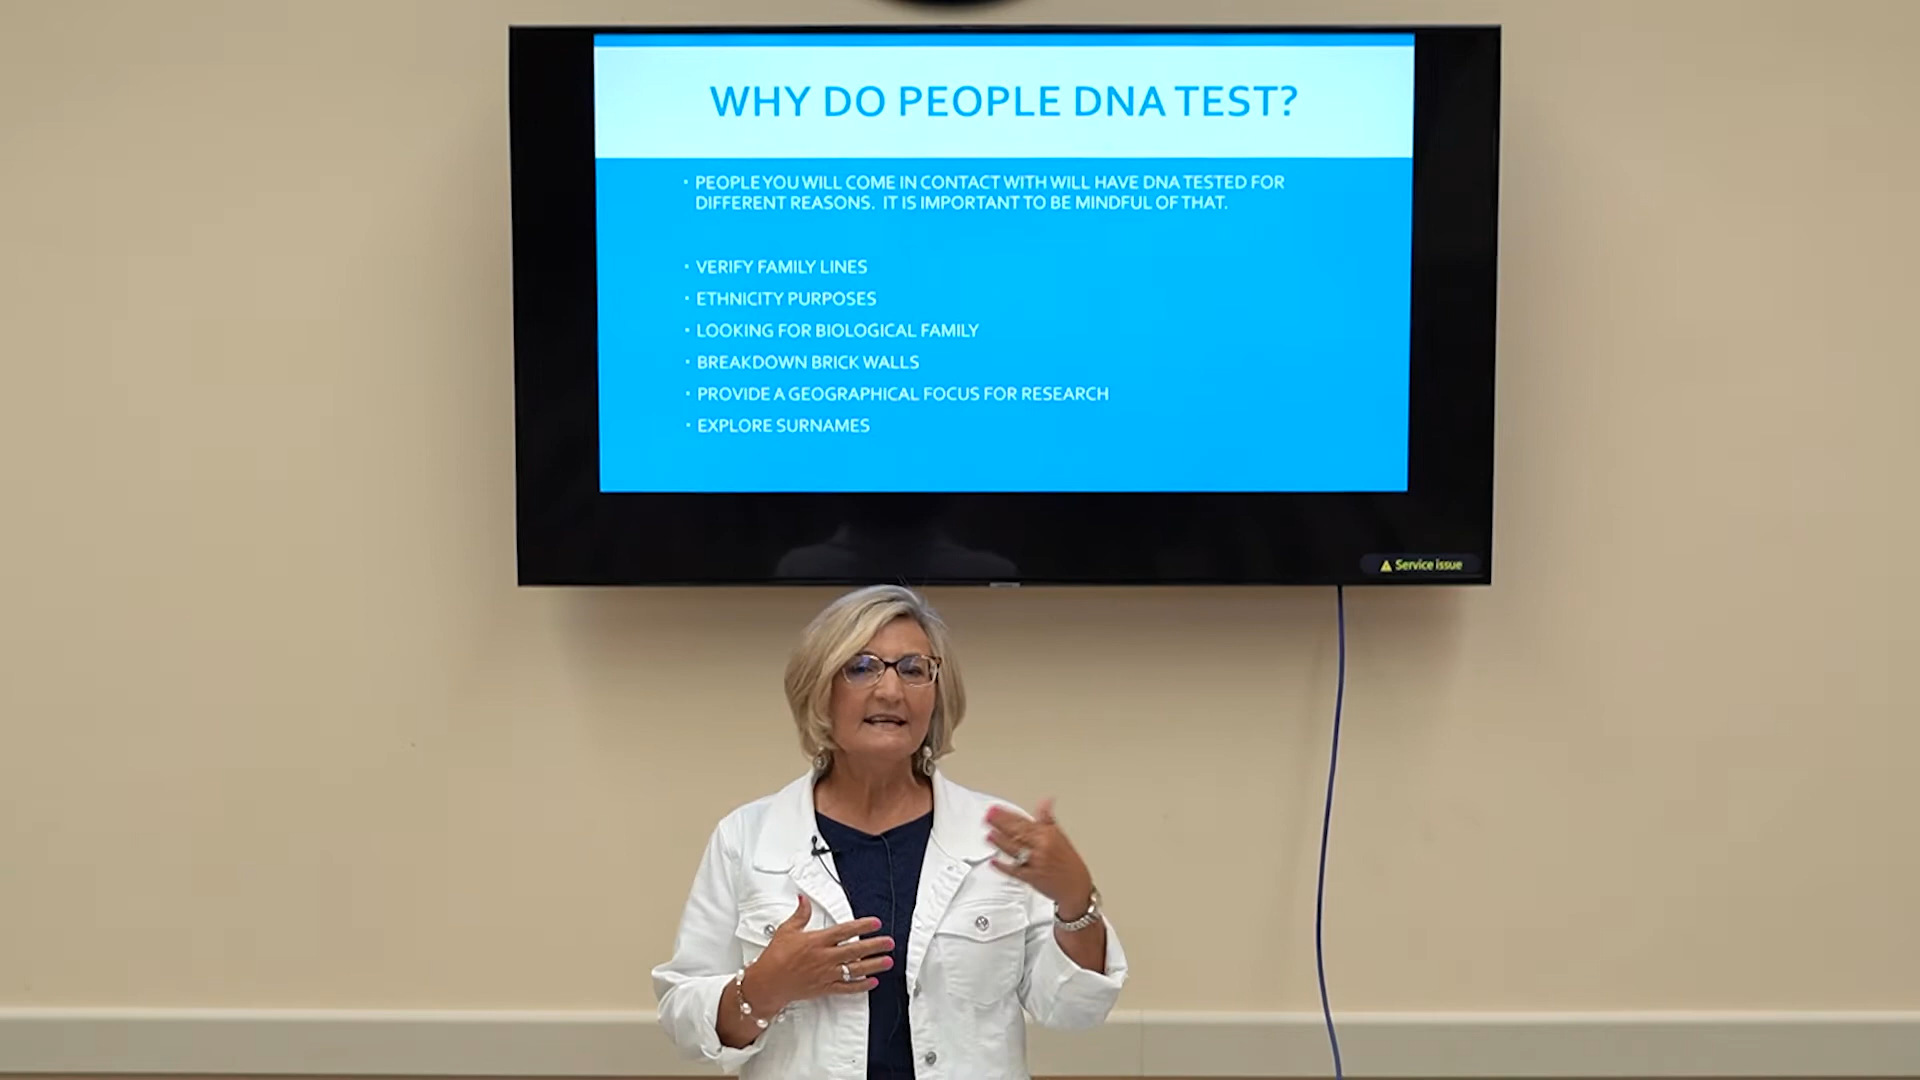 WHY DO PEOPLE DNA TEST?
• PEOPLE YOU WILL COME IN CONTACT WITH WILL HAVE DNA TESTED FOR
DIFFERENT REASONS. IT IS IMPORTANT TO BE MINDFUL OF THAT.
• VERIFY FAMILY LINES
• ETHNICITY PURPOSES
• LOOKING FOR BIOLOGICAL FAMILY
• BREAKDOWN BRICK WALLS
• PROVIDE A GEOGRAPHICAL FOCUS FOR RESEARCH
• EXPLORE SURNAMES
Service issue